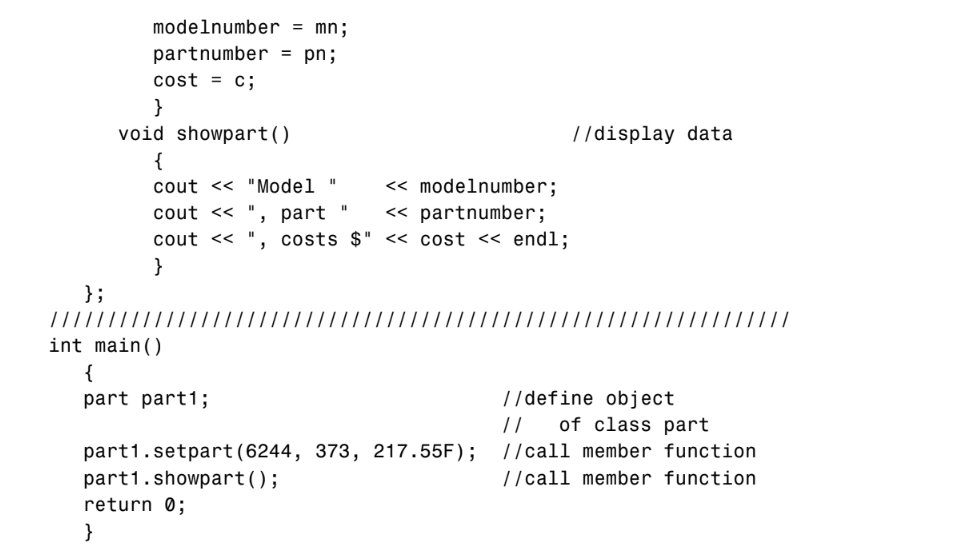 modelnumber = mn;
partnumber = pn;
cost = c;
}
void showpart() //display data
{
cout << "Model " << modelnumber;
cout << ", part " << partnumber;
cout << ", costs $" << cost << endl;
}
};
////////////////////////////////////////////////////////////////
int main()
{
part part1; //define object
// of class part
part1.setpart(6244, 373, 217.55F); //call member function
part1.showpart(); //call member function
return 0;
}